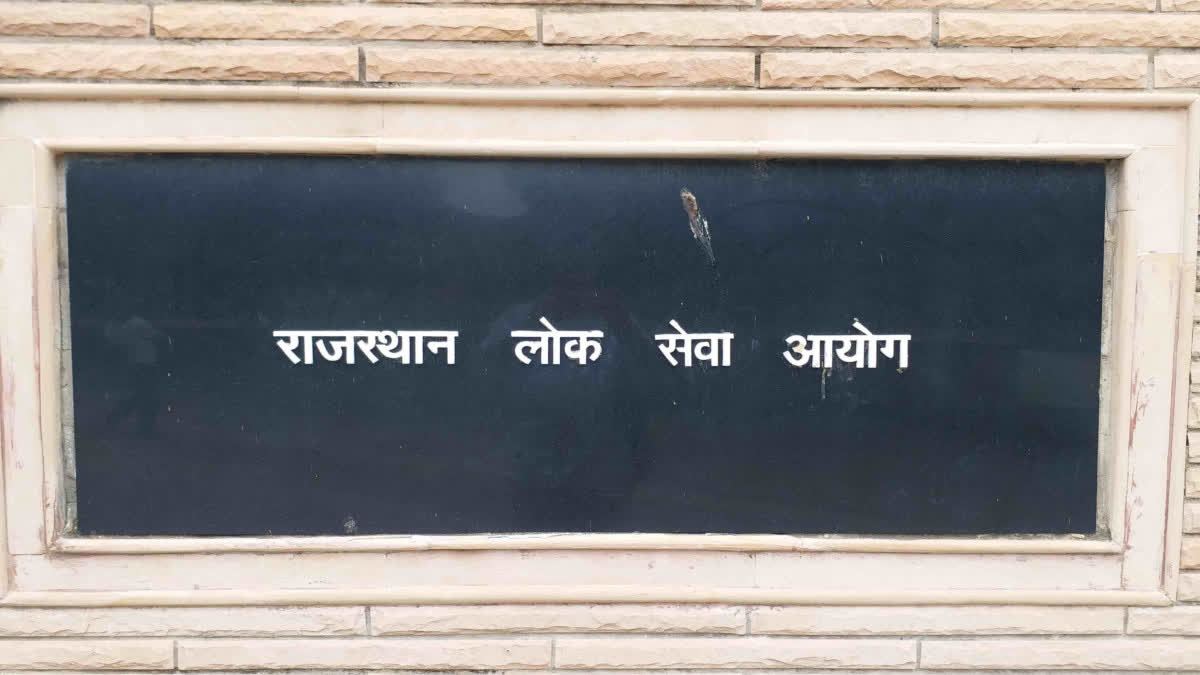 राजस्थान लोक सेवा आयोग